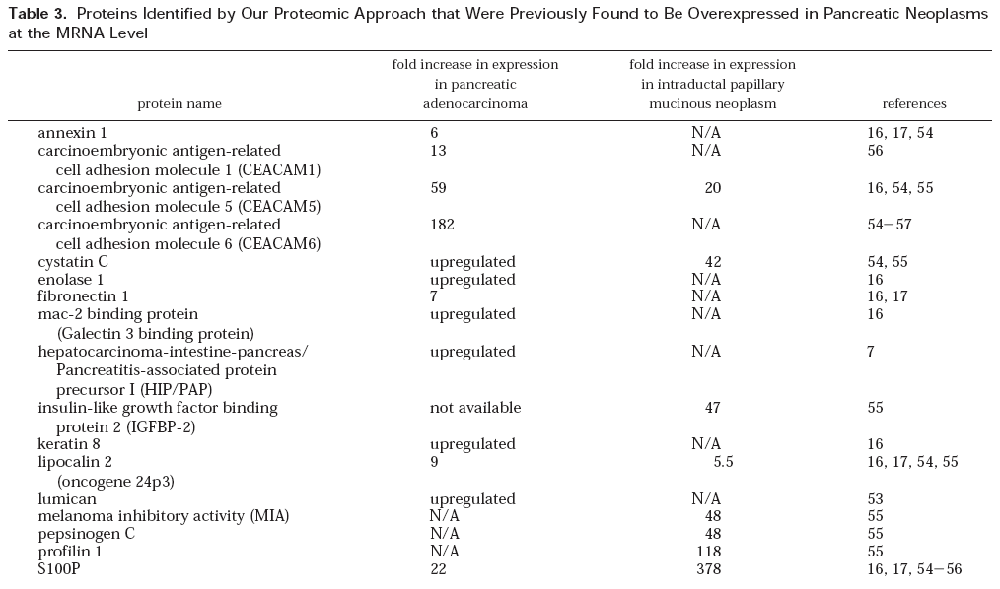 Table 3. Proteins Identified by Our Proteomic Approach that Were Previously Found to Be Overexpressed in Pancreatic Neoplasms
at the MRNA Level
fold increase in expression fold increase in expression
in pancreatic in intraductal papillary
protein name adenocarcinoma mucinous neoplasm references
annexin 1 6 N/A 16, 17, 54
carcinoembryonic antigen-related 13 N/A 56
cell adhesion molecule 1 (CEACAM1)
carcinoembryonic antigen-related 59 20 16, 54, 55
cell adhesion molecule 5 (CEACAM5)
carcinoembryonic antigen-related 182 N/A 54−57
cell adhesion molecule 6 (CEACAM6)
cystatin C upregulated 42 54, 55
enolase 1 upregulated N/A 16
fibronectin 1 7 N/A 16, 17
mac-2 binding protein upregulated N/A 16
(Galectin 3 binding protein)
hepatocarcinoma-intestine-pancreas/ upregulated N/A 7
Pancreatitis-associated protein
precursor I (HIP/PAP)
insulin-like growth factor binding not available 47 55
protein 2 (IGFBP-2)
keratin 8 upregulated N/A 16
lipocalin 2 9 5.5 16, 17, 54, 55
(oncogene 24p3)
lumican upregulated N/A 53
melanoma inhibitory activity (MIA) N/A 48 55
pepsinogen C N/A 48 55
profilin 1 N/A 118 55
S100P 22 378 16, 17, 54−56